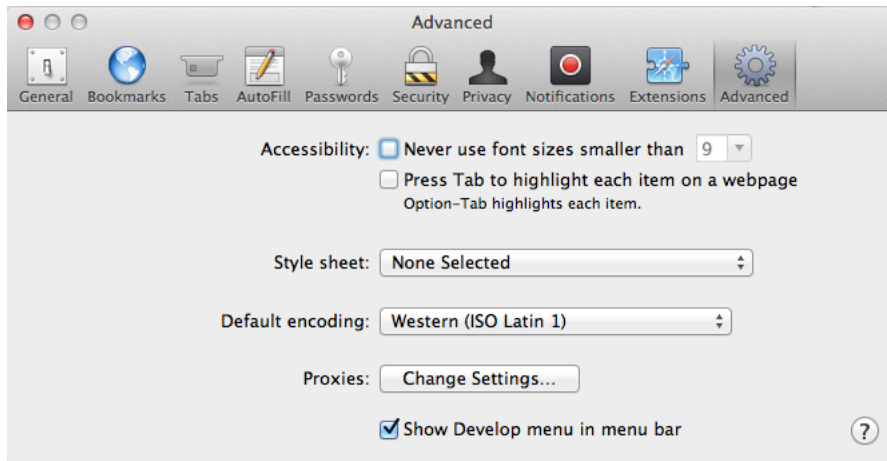 Advanced
General Bookmarks Tabs AutoFill Passwords Security Privacy Notifications Extensions Advanced
Accessibility: Never use font sizes smaller than 9
Press Tab to highlight each item on a webpage
Option-Tab highlights each item.
Style sheet: None Selected
Default encoding: Western (ISO Latin 1)
Proxies: Change Settings...
Show Develop menu in menu bar
?